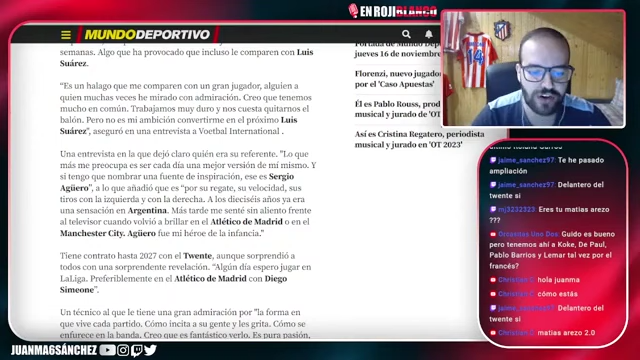 EN ROJIBLANCO
MUNDODEPORTIVO
semanas. Algo que ha provocado que incluso le comparen con Luis
Suárez.
"Es un halago que me comparen con un gran jugador, alguien a
quien muchas veces he mirado con admiración. Creo que tenemos
mucho en común. Trabajamos muy duro y nos cuesta quitarnos el
balón. Pero no es mi ambición convertirme en el próximo Luis
Suárez", aseguró en una entrevista a Voetbal International .
Una entrevista en la que dejó claro quién era su referente. "Lo que
más me preocupa es ser cada día una mejor versión de mí mismo. Y
si tengo que nombrar una fuente de inspiración, ese es Sergio
Agüero", a lo que añadió que es "por su regate, su velocidad, sus
tiros con la izquierda y con la derecha. A los dieciséis años ya era
una sensación en Argentina. Más tarde me senté sin aliento frente al
televisor cuando volvió a brillar en el Atlético de Madrid o en el
Manchester City. Agüero fue mi héroe de la infancia."
Tiene contrato hasta 2027 con el Twente, aunque sorprendió a
todos con una sorprendente revelación. "Algún día espero jugar en
LaLiga. Preferiblemente en el Atlético de Madrid con Diego
Simeone".
Un técnico al que le tiene una gran admiración por "la forma en
que vive cada partido. Cómo incita a su gente y les grita. Cómo se
enfurece en la banda. Creo que es fantástico verlo. Es pura pasión,
Portada de Mundo Dep
jueves 16 de noviembre
Florenzi, nuevo jugador
por el 'Caso Apuestas'
Él es Pablo Rouss, prod
musical y jurado en 'OT
Así es Cristina Regatero, periodista
musical y jurado en 'OT 2023'
14
jaime_sanchez97: Te he pasado
ampliación
jaime_sanchez97: Delantero del
twente si
mj3232323: Eres tu matias arezo
???
Orcasitas Uno Dos: Guido es bueno
pero tenemos ahí a Koke, De Paul,
Pablo Barrios y Lemar tal vez por el
francés?
Christian C: hola juanma
Christian C: cómo estás
jaime_sanchez97: Delantero del
twente si
Christian C: matias arezo 2.0
JUANMA6SÁNCHEZ